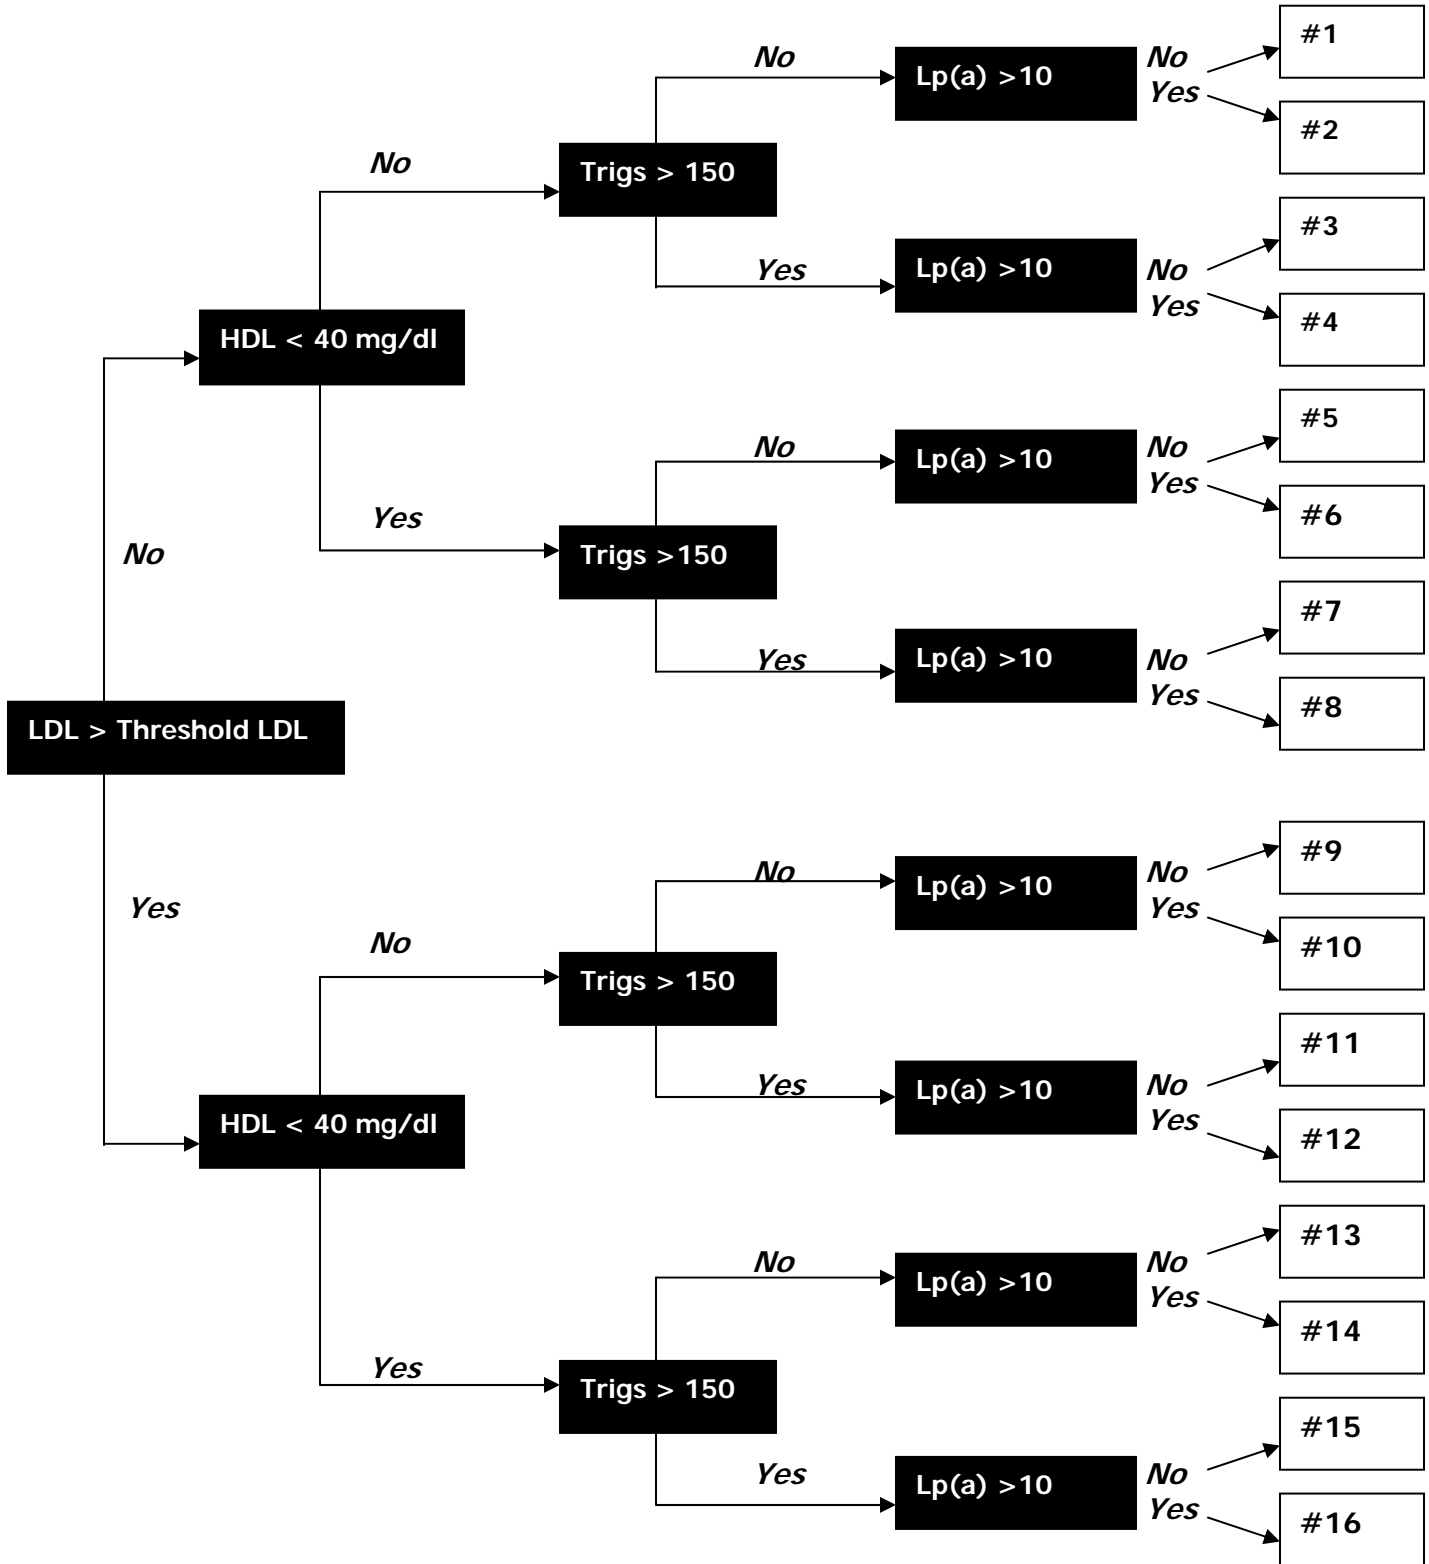 #1
No
Lp(a) >10
No
Yes
#2
No
Trigs > 150
#3
Yes
Lp(a) >10
No
Yes
#4
HDL < 40 mg/dl
#5
No
Lp(a) >10
No
Yes
#6
Yes
Trigs >150
No
#7
Yes
Lp(a) >10
No
Yes
#8
LDL > Threshold LDL
#9
No
Lp(a) >10
No
Yes
Yes
#10
No
Trigs > 150
#11
Yes
Lp(a) >10
No
Yes
HDL < 40 mg/dl
#12
#13
No
Lp(a) >10
No
Yes
#14
Yes
Trigs > 150
#15
Yes
Lp(a) >10
No
Yes
#16